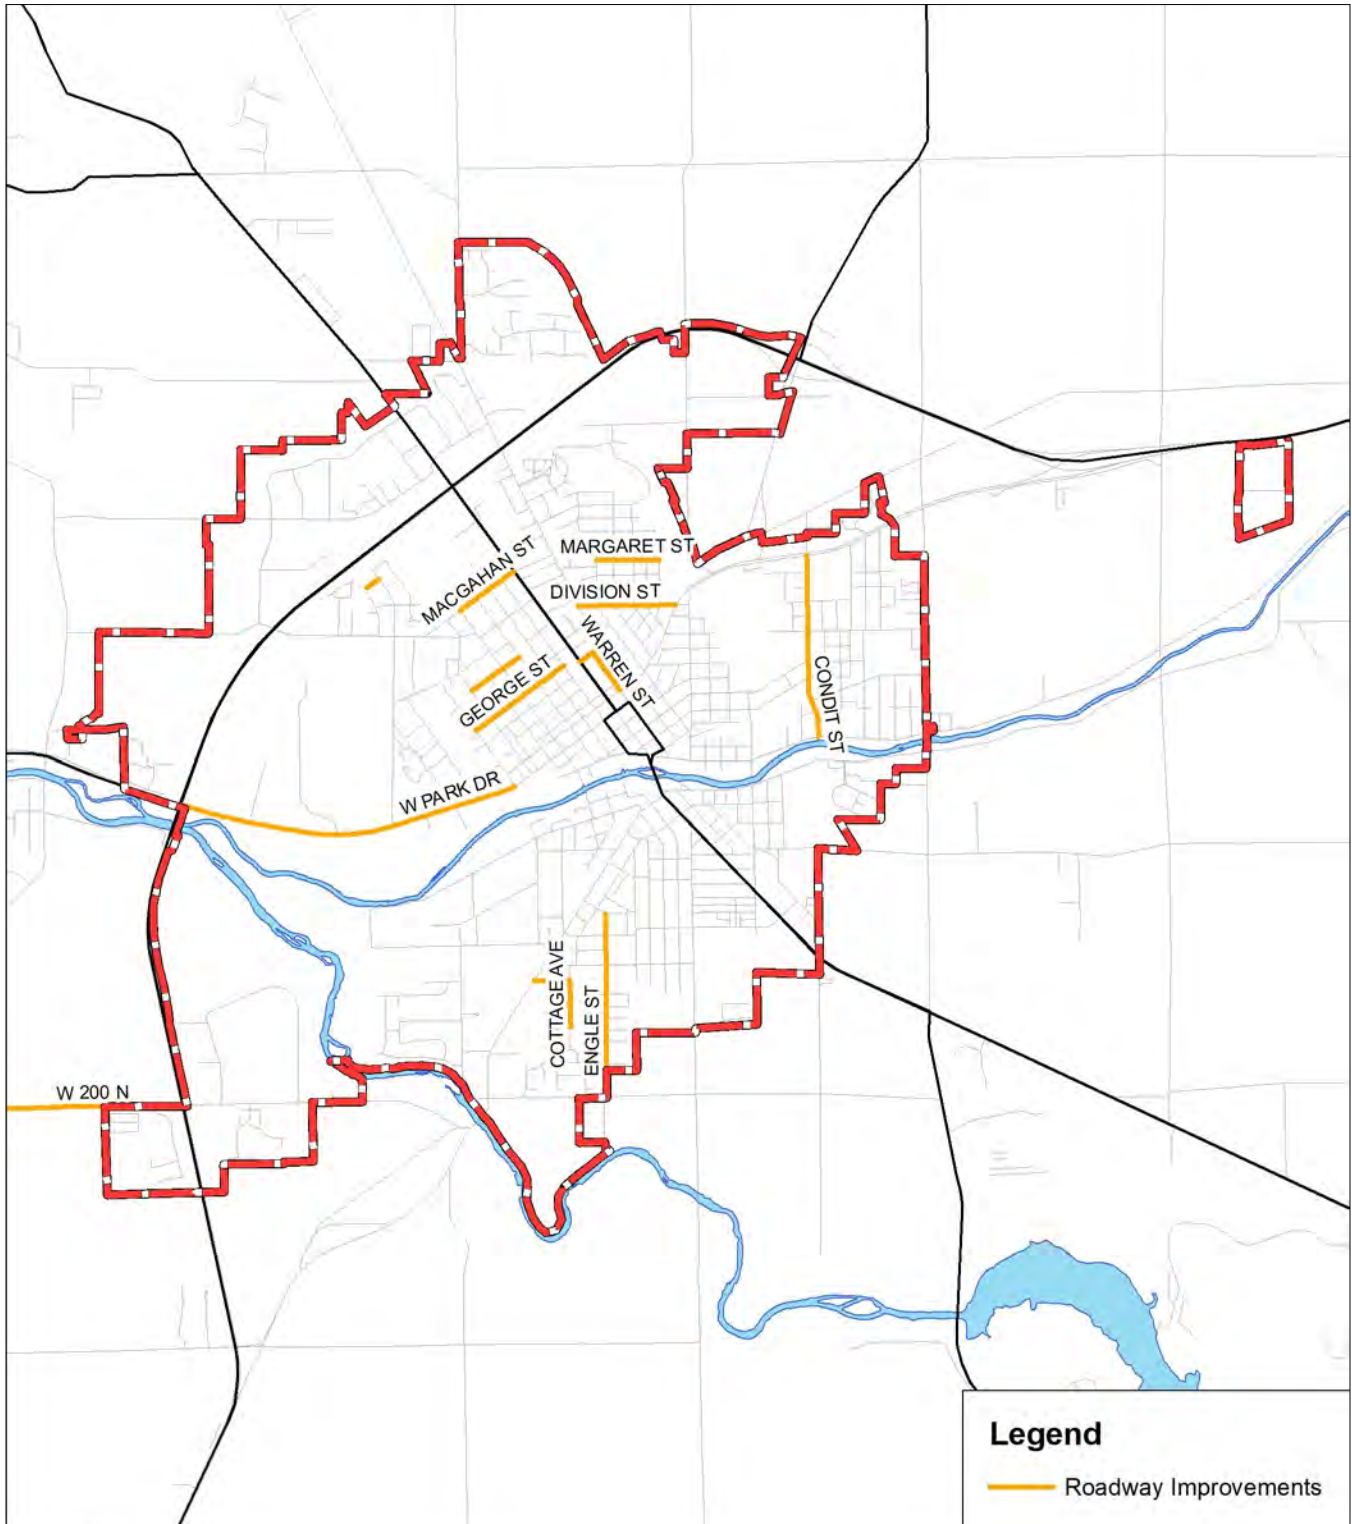 MARGARET ST
MACGAHAN ST
DIVISION ST
WARREN ST
GEORGE ST
CONDIT ST
W PARK DR
COTTAGE AVE
ENGLE ST
W 200 N
Legend
Roadway Improvements